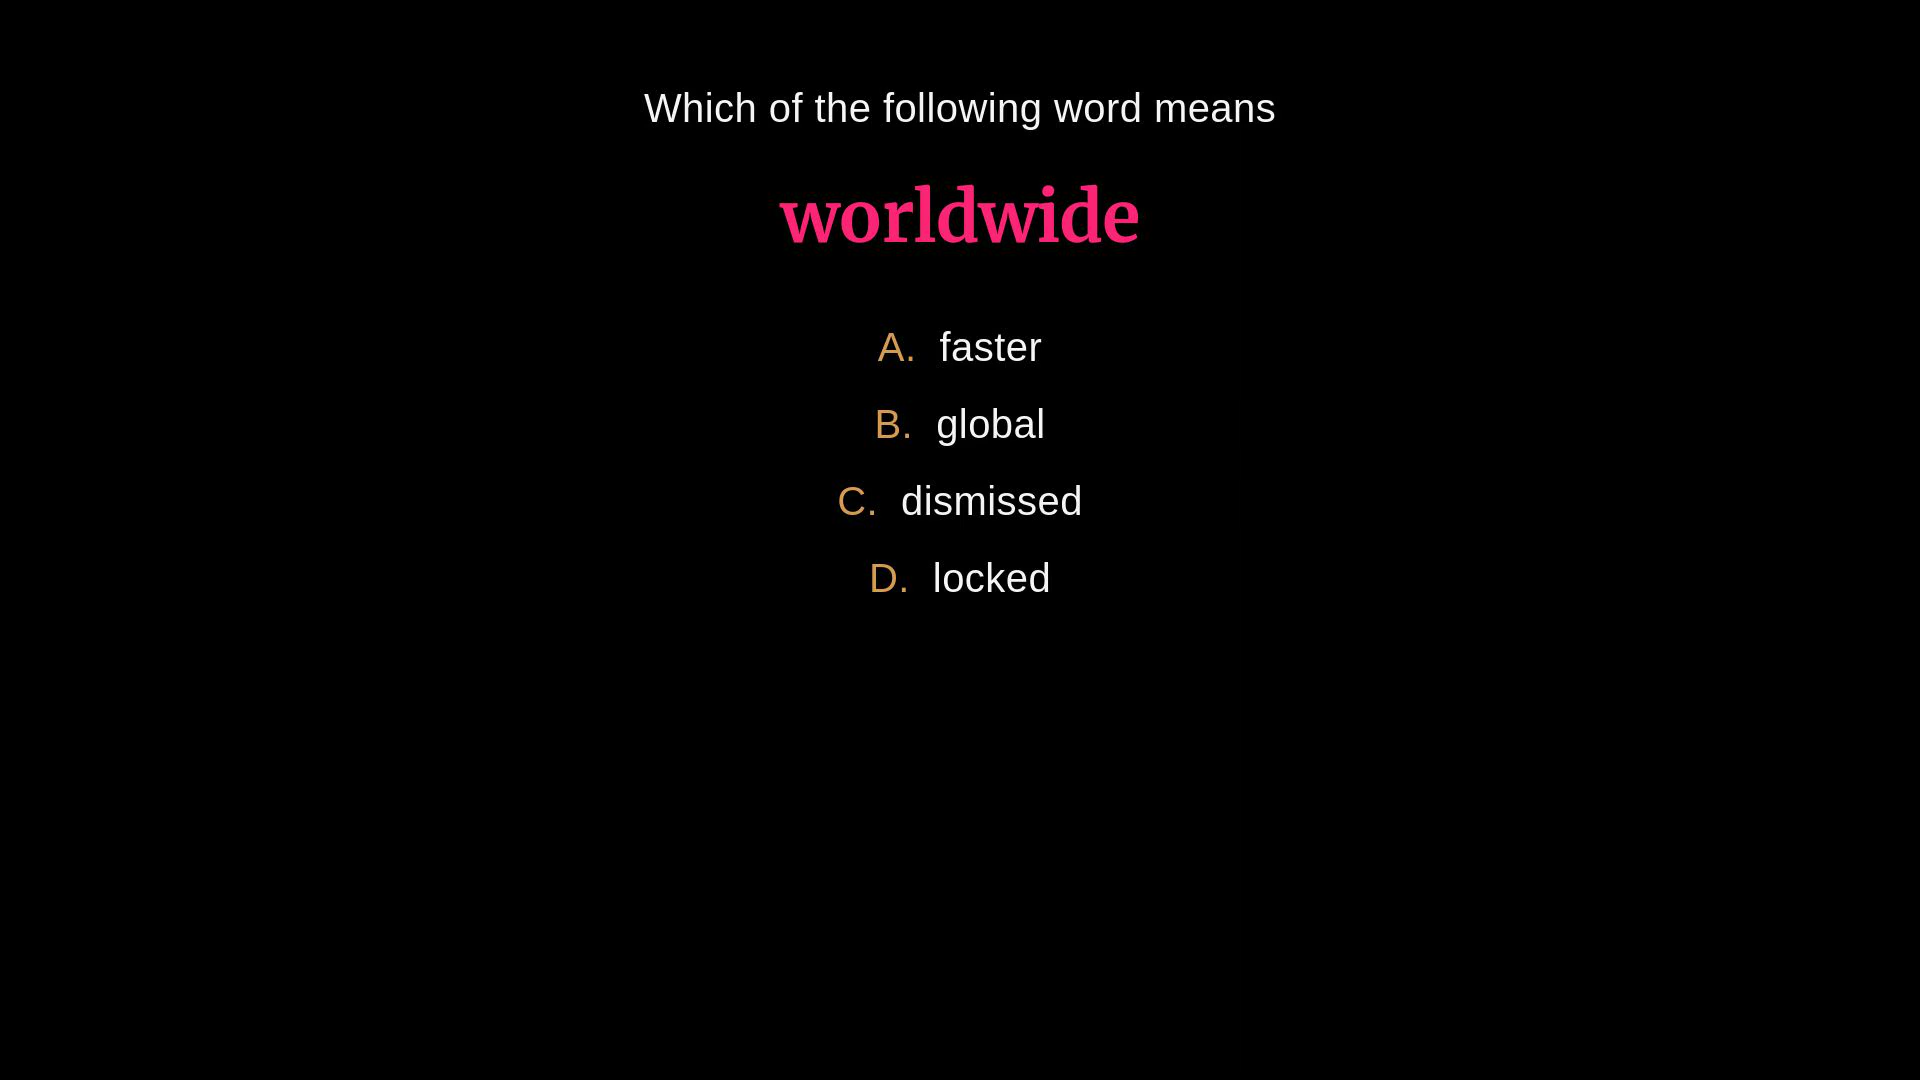 Which of the following word means
worldwide
A. faster
B. global
C. dismissed
D. locked